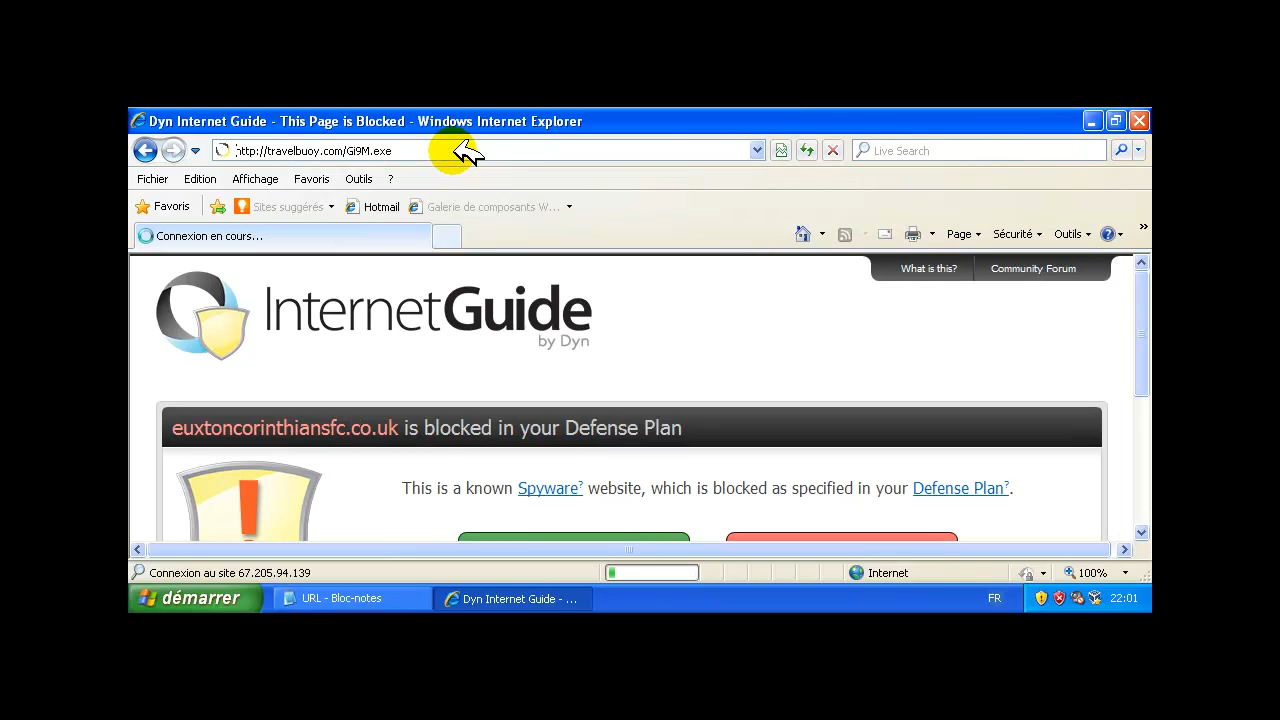 Dyn Internet Guide - This Page is Blocked - Windows Internet Explorer
http://travelbuoy.com/Gi9M.exe
Live Search
Fichier Edition Affichage Favoris Outils ?
Favoris Sites suggérés Hotmail Galerie de composants W...
Connexion en cours... Page Sécurité Outils
What is this? Community Forum
InternetGuide
by Dyn
euxtoncorinthiansfc.co.uk is blocked in your Defense Plan
This is a known Spyware? website, which is blocked as specified in your Defense Plan?.
Connexion au site 67.205.94.139 Internet 100%
démarrer URL - Bloc-notes Dyn Internet Guide - ... FR 22:01